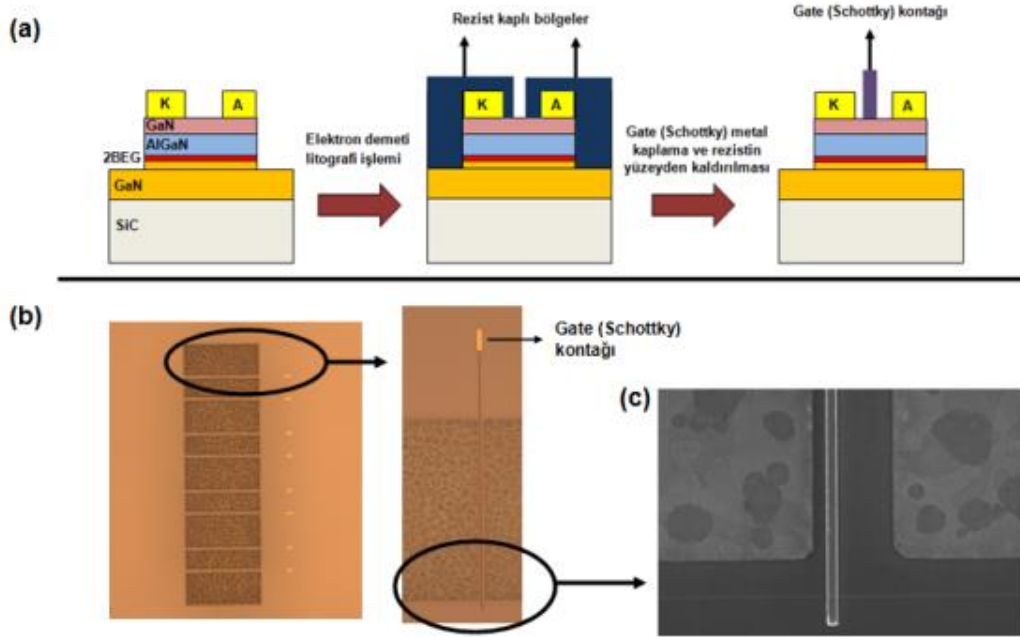 (a)
Rezist kaplı bölgeler
Gate (Schottky) kontağı
K
A
GaN
AlGaN
2BEG
GaN
SiC
Elektron demeti
litografi işlemi
K
A
Gate (Schottky) metal
kaplama ve rezistin
yüzeyden kaldırılması
K
A
(b)
Gate (Schottky)
kontağı
(c)